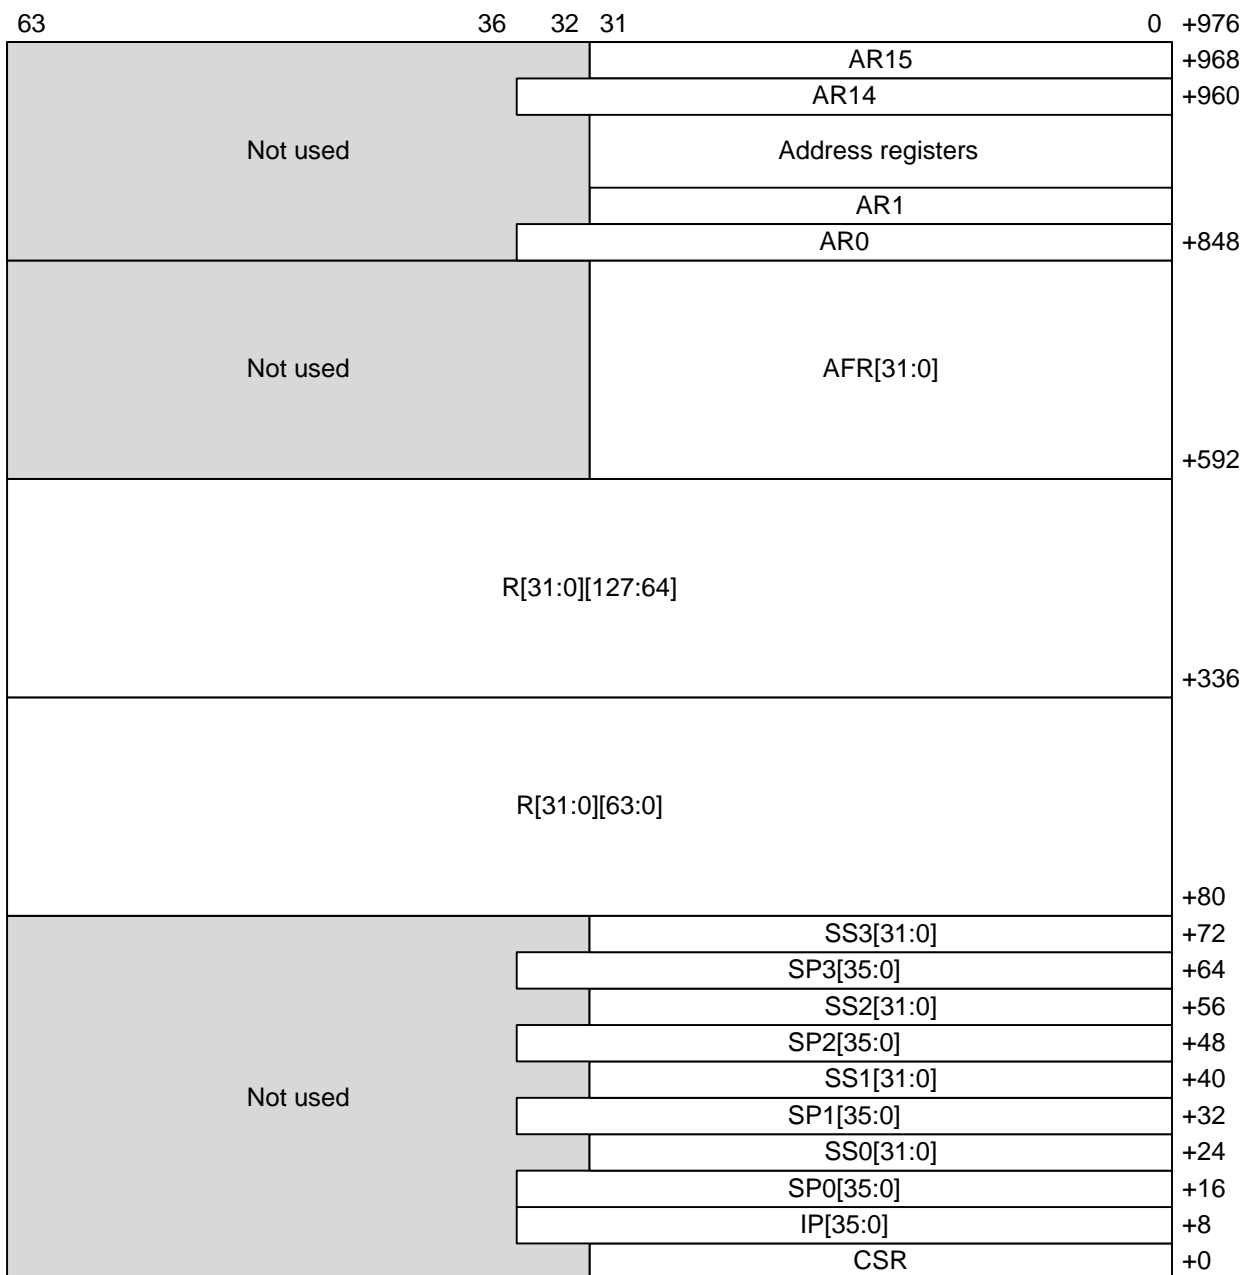 63 36 32 31 0 +976
AR15 +968
AR14 +960
Not used Address registers
AR1
AR0 +848
Not used AFR[31:0]
+592
R[31:0][127:64]
+336
R[31:0][63:0]
+80
SS3[31:0] +72
SP3[35:0] +64
SS2[31:0] +56
SP2[35:0] +48
Not used SS1[31:0] +40
SP1[35:0] +32
SS0[31:0] +24
SP0[35:0] +16
IP[35:0] +8
CSR +0